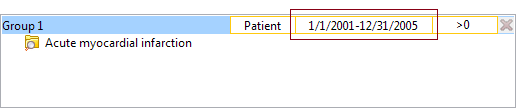 Group 1 Patient 1/1/2001-12/31/2005 >0
Acute myocardial infarction